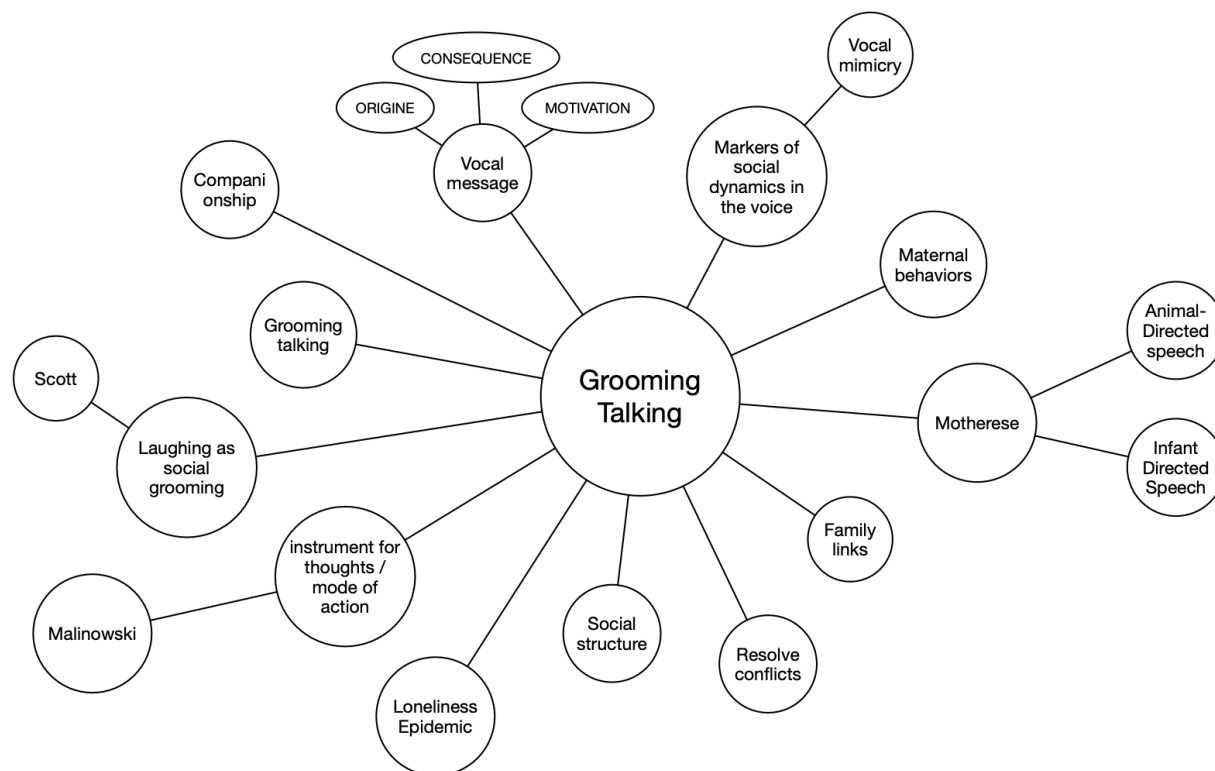 CONSEQUENCE
ORIGINE
MOTIVATION
Vocal
message
Vocal
mimicry
Markers of
social
dynamics in
the voice
Compani
onship
Maternal
behaviors
Grooming
talking
Animal-
Directed
speech
Scott
Grooming
Talking
Motherese
Laughing as
social
grooming
Infant
Directed
Speech
instrument for
thoughts /
mode of
action
Family
links
Malinowski
Social
structure
Resolve
conflicts
Loneliness
Epidemic